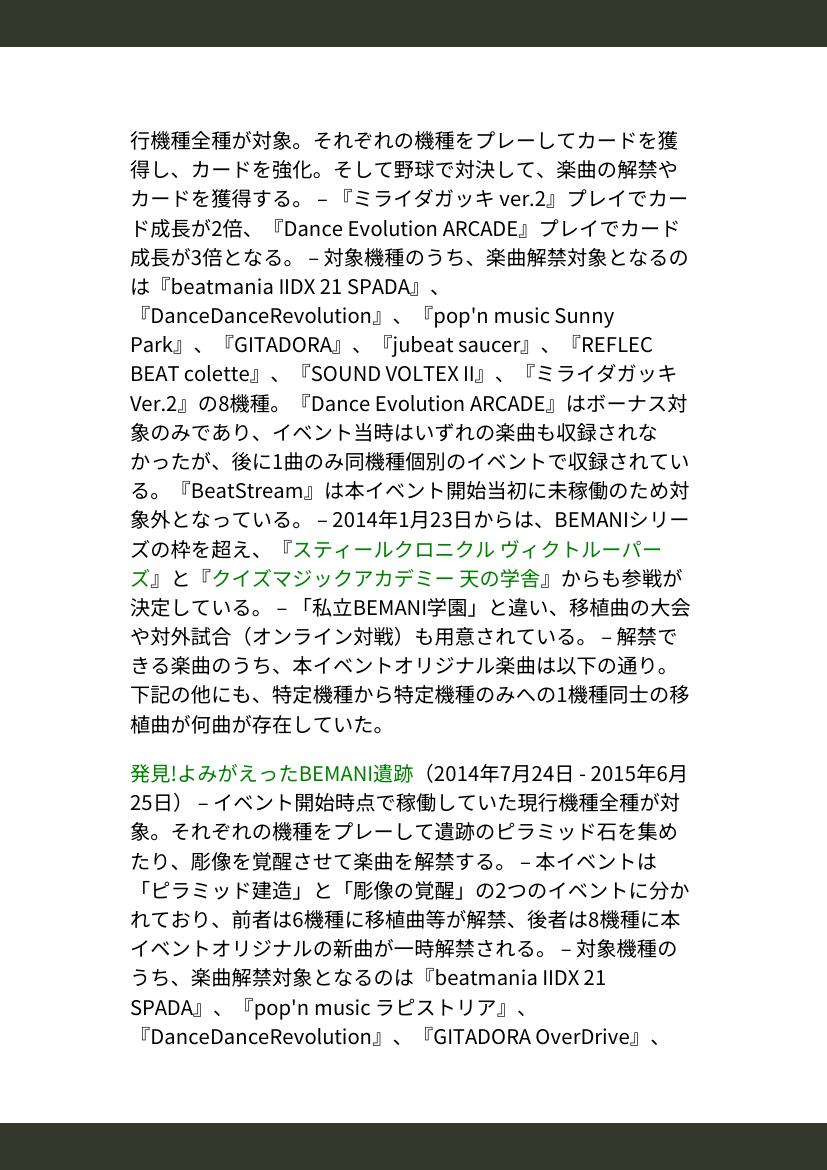 行機種全種が対象。それぞれの機種をプレーしてカードを獲
得し、カードを強化。そして野球で対決して、楽曲の解禁や
カードを獲得する。 – 『ミライダガッキ ver.2』プレイでカー
ド成長が2倍、『Dance Evolution ARCADE』プレイでカード
成長が3倍となる。 – 対象機種のうち、楽曲解禁対象となるの
は『beatmania IIDX 21 SPADA』、
『DanceDanceRevolution』、『pop'n music Sunny
Park』、『GITADORA』、『jubeat saucer』、『REFLEC
BEAT colette』、『SOUND VOLTEX II』、『ミライダガッキ
Ver.2』の8機種。『Dance Evolution ARCADE』はボーナス対
象のみであり、イベント当時はいずれの楽曲も収録されな
かったが、後に1曲のみ同機種個別のイベントで収録されてい
る。『BeatStream』は本イベント開始当初に未稼働のため対
象外となっている。 – 2014年1月23日からは、BEMANIシリー
ズの枠を超え、『スティールクロニクル ヴィクトルーパー
ズ』と『クイズマジックアカデミー 天の学舎』からも参戦が
決定している。 – 「私立BEMANI学園」と違い、移植曲の大会
や対外試合（オンライン対戦）も用意されている。 – 解禁で
きる楽曲のうち、本イベントオリジナル楽曲は以下の通り。
下記の他にも、特定機種から特定機種のみへの1機種同士の移
植曲が何曲が存在していた。
発見!よみがえったBEMANI遺跡（2014年7月24日 - 2015年6月
25日） – イベント開始時点で稼働していた現行機種全種が対
象。それぞれの機種をプレーして遺跡のピラミッド石を集め
たり、彫像を覚醒させて楽曲を解禁する。 – 本イベントは
「ピラミッド建造」と「彫像の覚醒」の2つのイベントに分か
れており、前者は6機種に移植曲等が解禁、後者は8機種に本
イベントオリジナルの新曲が一時解禁される。 – 対象機種の
うち、楽曲解禁対象となるのは『beatmania IIDX 21
SPADA』、『pop'n music ラピストリア』、
『DanceDanceRevolution』、『GITADORA OverDrive』、